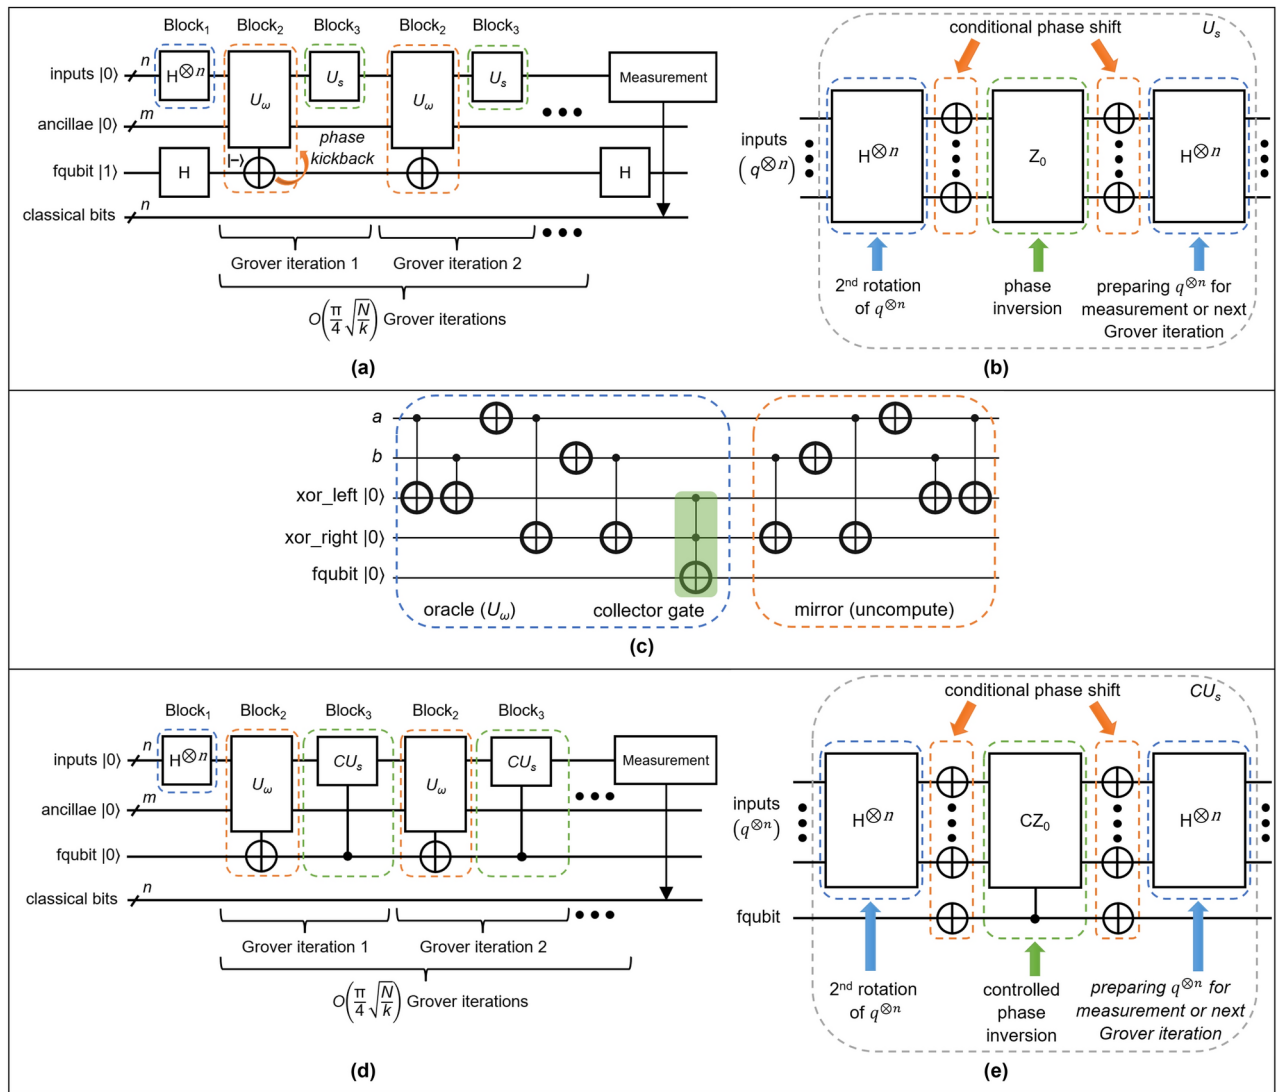 Block₁ Block₂ Block₃ Block₂ Block₃
inputs |0⟩ n H⊗n Uω Us Uω Us Measurement
ancillae |0⟩ m
phase
kickback
fqubit |1⟩ H |−⟩ H
classical bits n
Grover iteration 1 Grover iteration 2
O(π/4 √(N/k)) Grover iterations
(a)
conditional phase shift Us
inputs
(q⊗n)
H⊗n Z₀ H⊗n
2nd rotation
of q⊗n
phase
inversion
preparing q⊗n for
measurement or next
Grover iteration
(b)
a
b
xor_left |0⟩
xor_right |0⟩
fqubit |0⟩
oracle (Uω) collector gate mirror (uncompute)
(c)
Block₁ Block₂ Block₃ Block₂ Block₃
inputs |0⟩ n H⊗n Uω CUs Uω CUs Measurement
ancillae |0⟩ m
fqubit |0⟩
classical bits n
Grover iteration 1 Grover iteration 2
O(π/4 √(N/k)) Grover iterations
(d)
conditional phase shift CUs
inputs
(q⊗n)
H⊗n CZ₀ H⊗n
fqubit
2nd rotation
of q⊗n
controlled
phase
inversion
preparing q⊗n for
measurement or next
Grover iteration
(e)